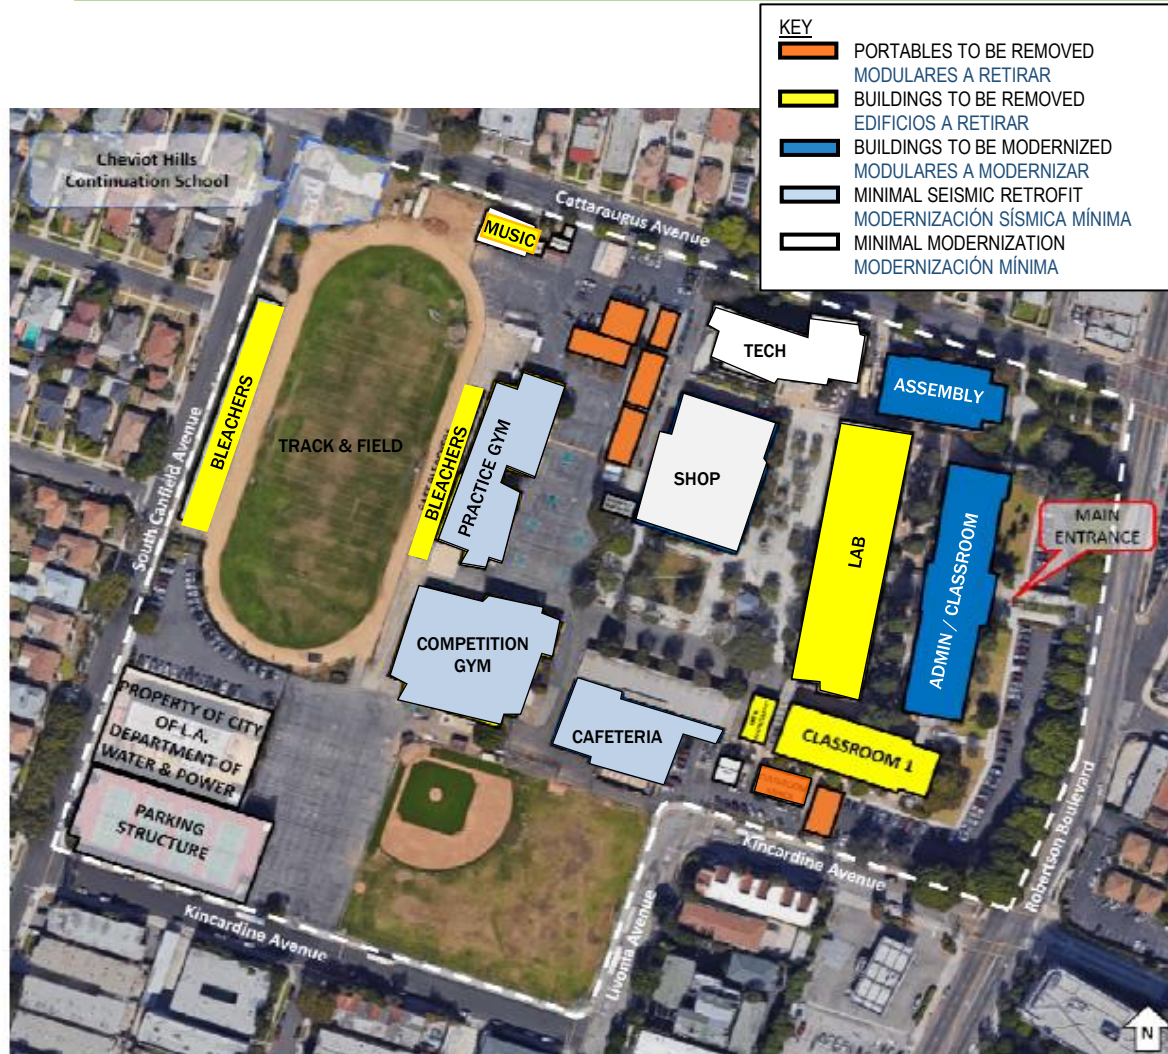 KEY
PORTABLES TO BE REMOVED
MODULARES A RETIRAR
BUILDINGS TO BE REMOVED
EDIFICIOS A RETIRAR
BUILDINGS TO BE MODERNIZED
MODULARES A MODERNIZAR
MINIMAL SEISMIC RETROFIT
MODERNIZACIÓN SÍSMICA MÍNIMA
MINIMAL MODERNIZATION
MODERNIZACIÓN MÍNIMA
Cheviot Hills
Continuation School
Cattaraugus Avenue
MUSIC
TECH
ASSEMBLY
BLEACHERS
TRACK & FIELD
BLEACHERS
PRACTICE GYM
SHOP
LAB
ADMIN / CLASSROOM
MAIN
ENTRANCE
South Canfield Avenue
COMPETITION
GYM
CAFETERIA
CLASSROOM 1
PROPERTY OF CITY
OF L.A.
DEPARTMENT OF
WATER & POWER
PARKING
STRUCTURE
Kincardine Avenue
Robertson Boulevard
Kincardine Avenue
Livonia Avenue
N